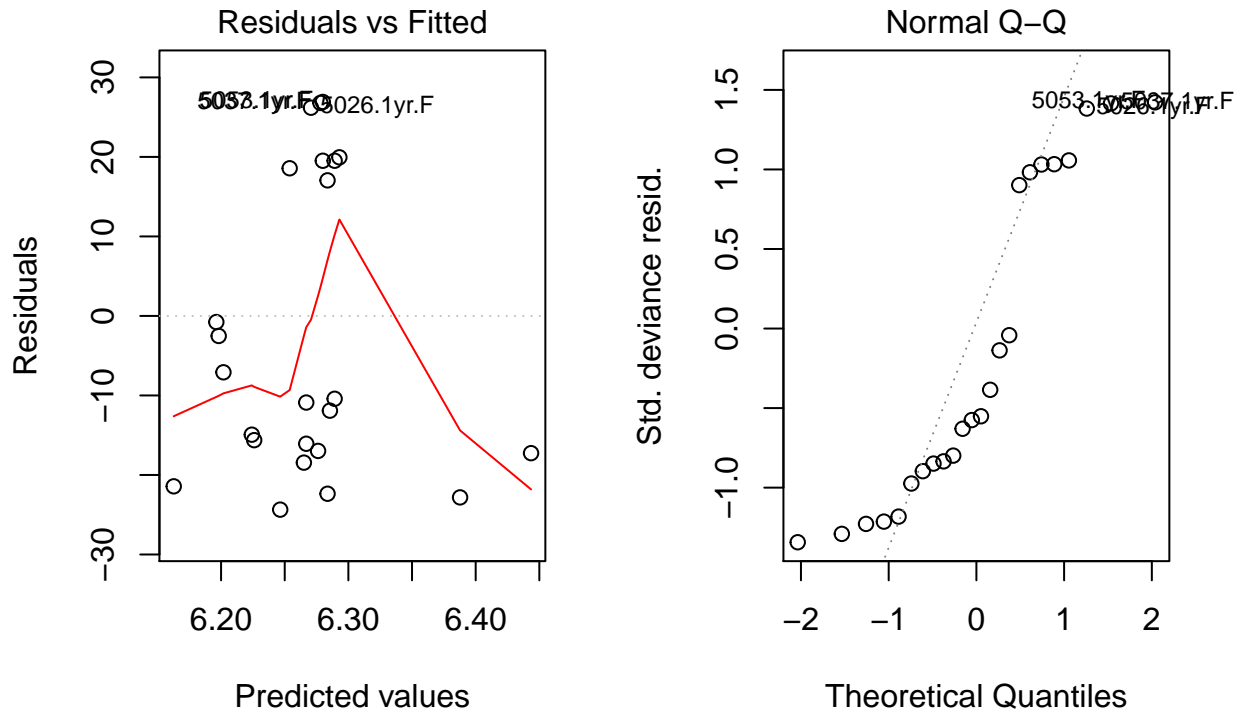 Residuals vs Fitted
30
20
10
0
−10
−30
Residuals
6.20
6.30
6.40
Predicted values
5026.1yr.F
Normal Q−Q
1.5
1.0
0.5
0.0
−1.0
Std. deviance resid.
−2
−1
0
1
2
Theoretical Quantiles